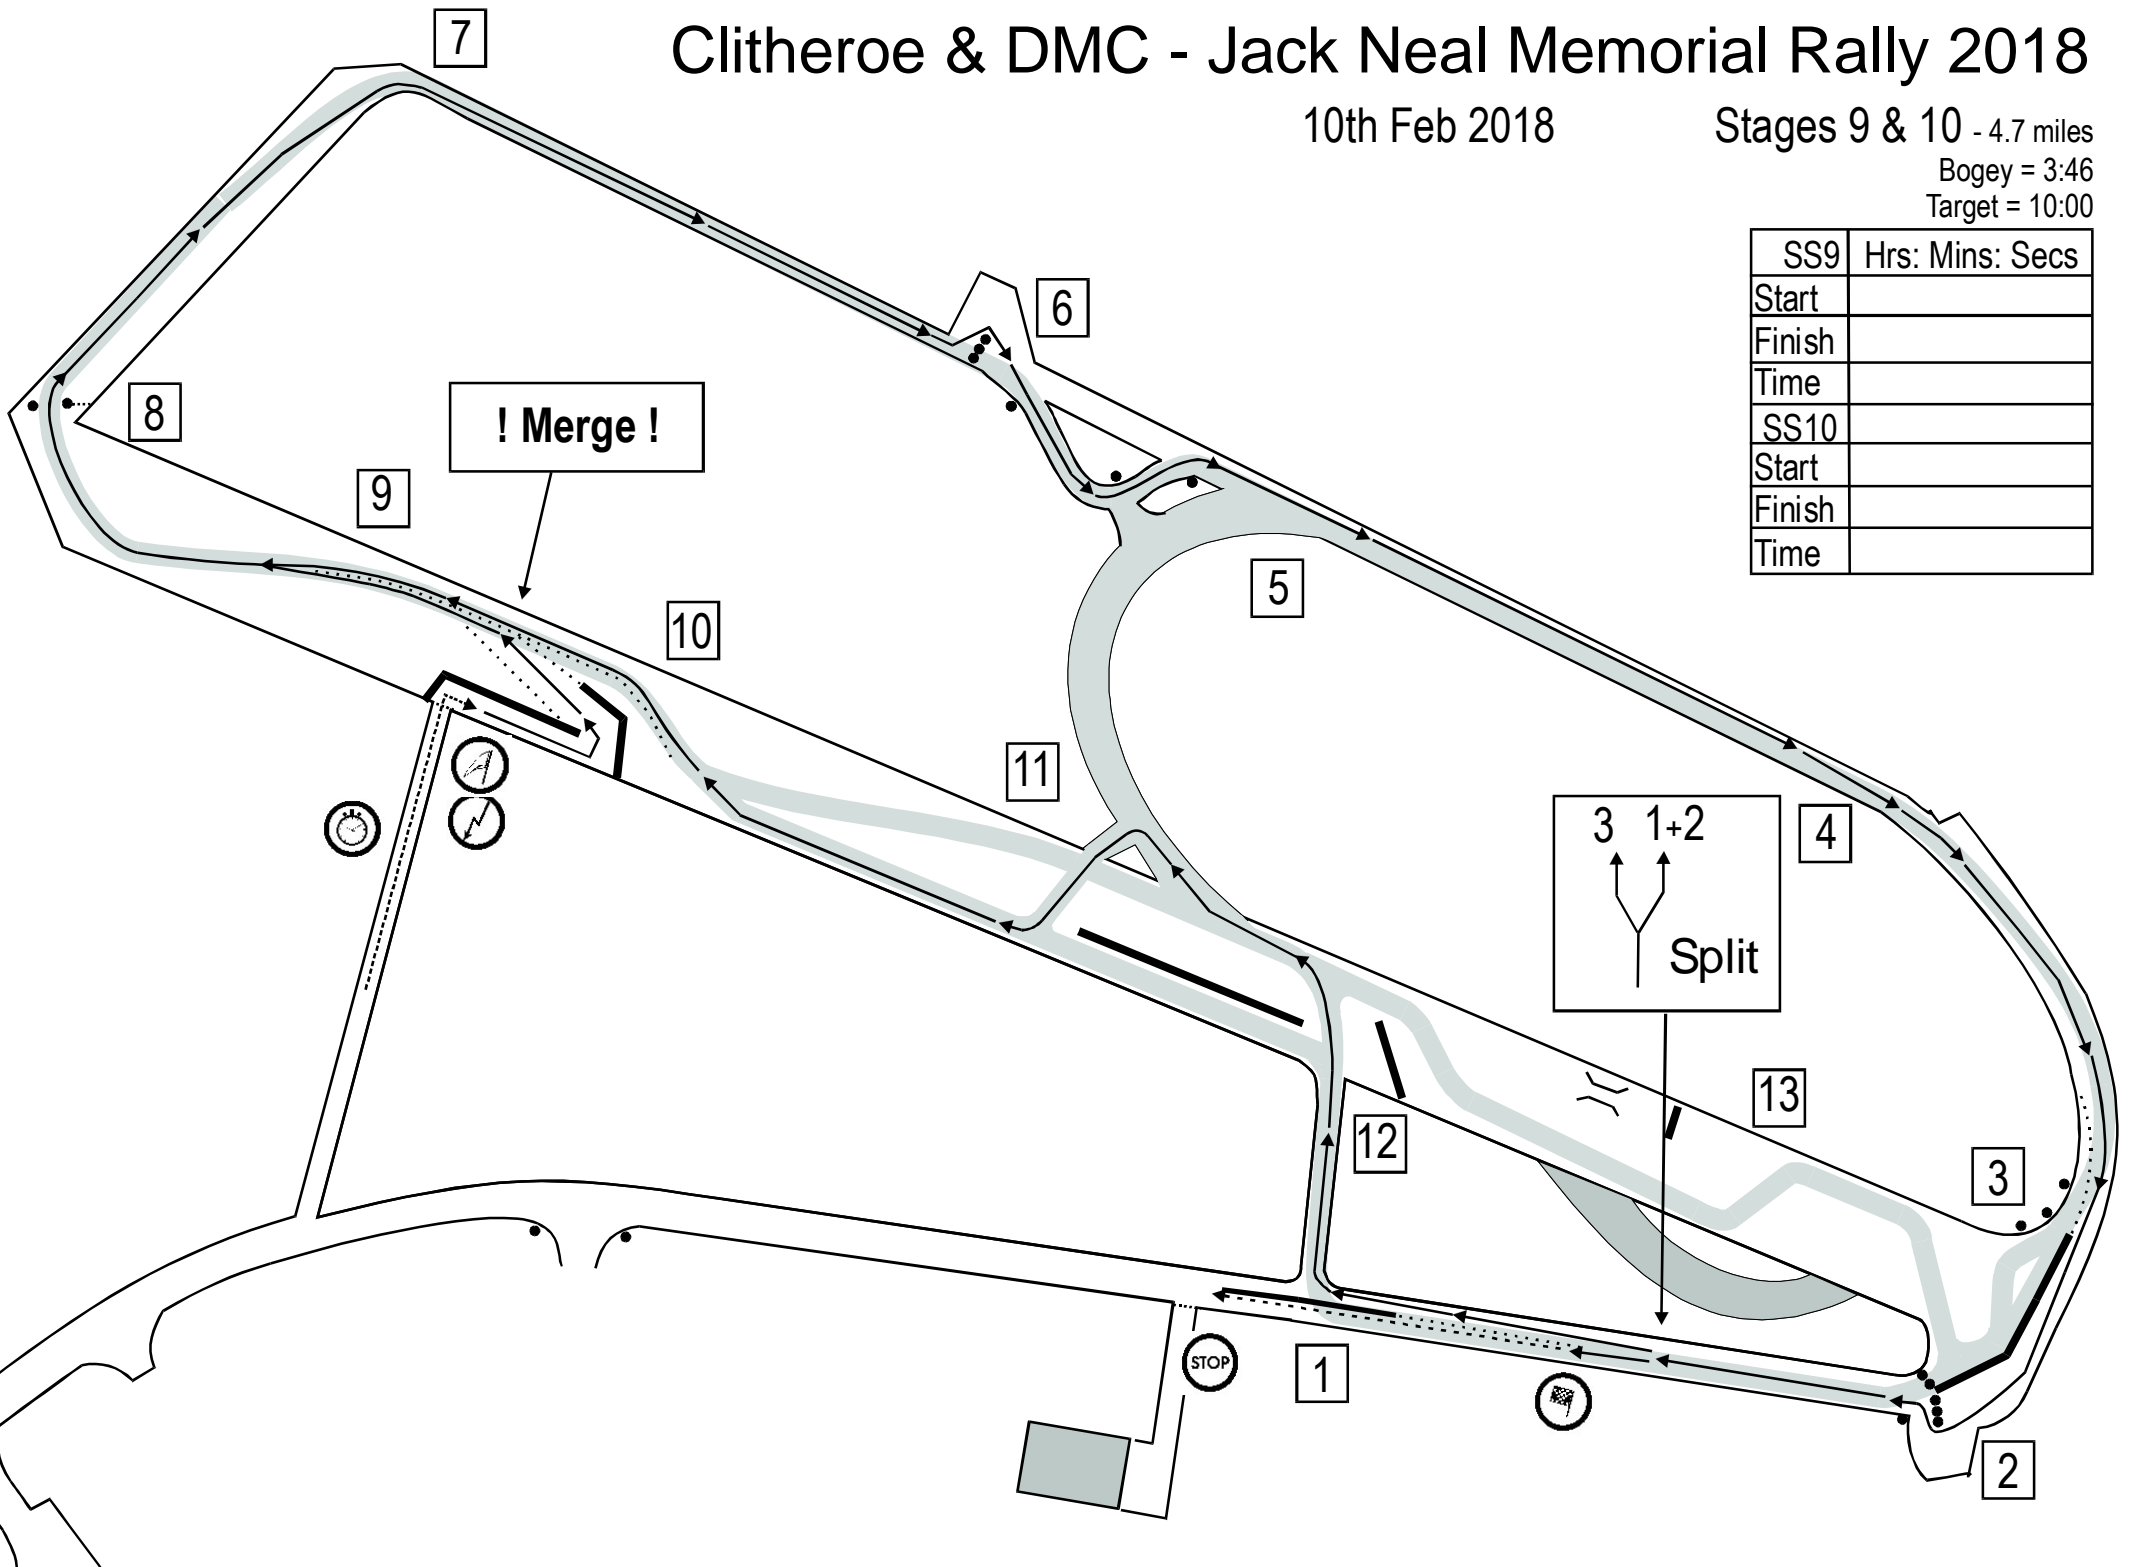 Clitheroe & DMC - Jack Neal Memorial Rally 2018
10th Feb 2018
Stages 9 & 10 - 4.7 miles
Bogey = 3:46
Target = 10:00
SS9 Hrs: Mins: Secs
Start
Finish
Time
SS10
Start
Finish
Time
7
6
8
! Merge !
9
5
10
11
4
3 1+2
Split
13
12
3
STOP
1
2